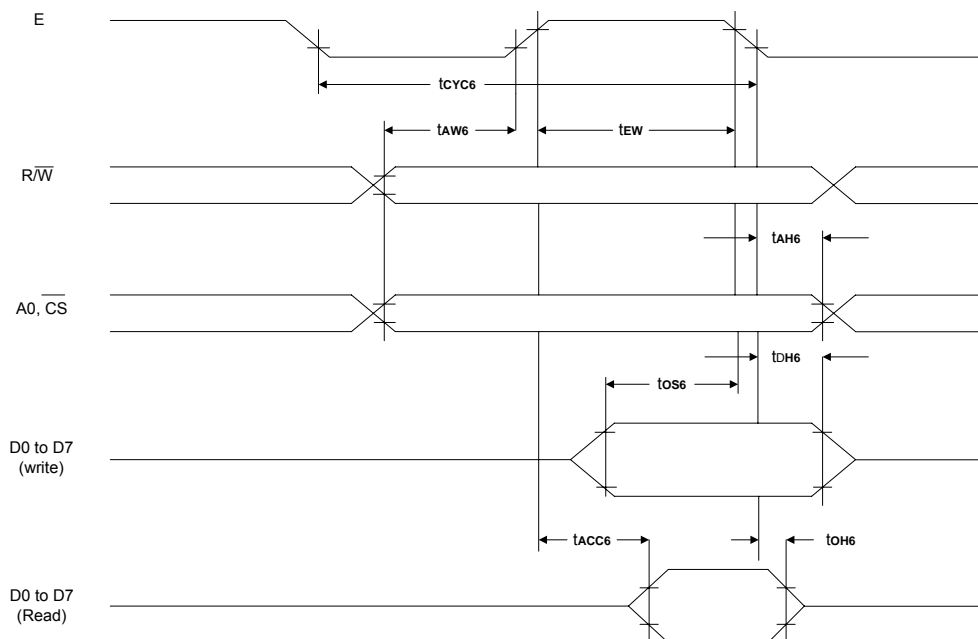 E
tCYC6
tAW6
tEW
R/W
tAH6
A0, CS
tDH6
tOS6
D0 to D7
(write)
tACC6
tOH6
D0 to D7
(Read)